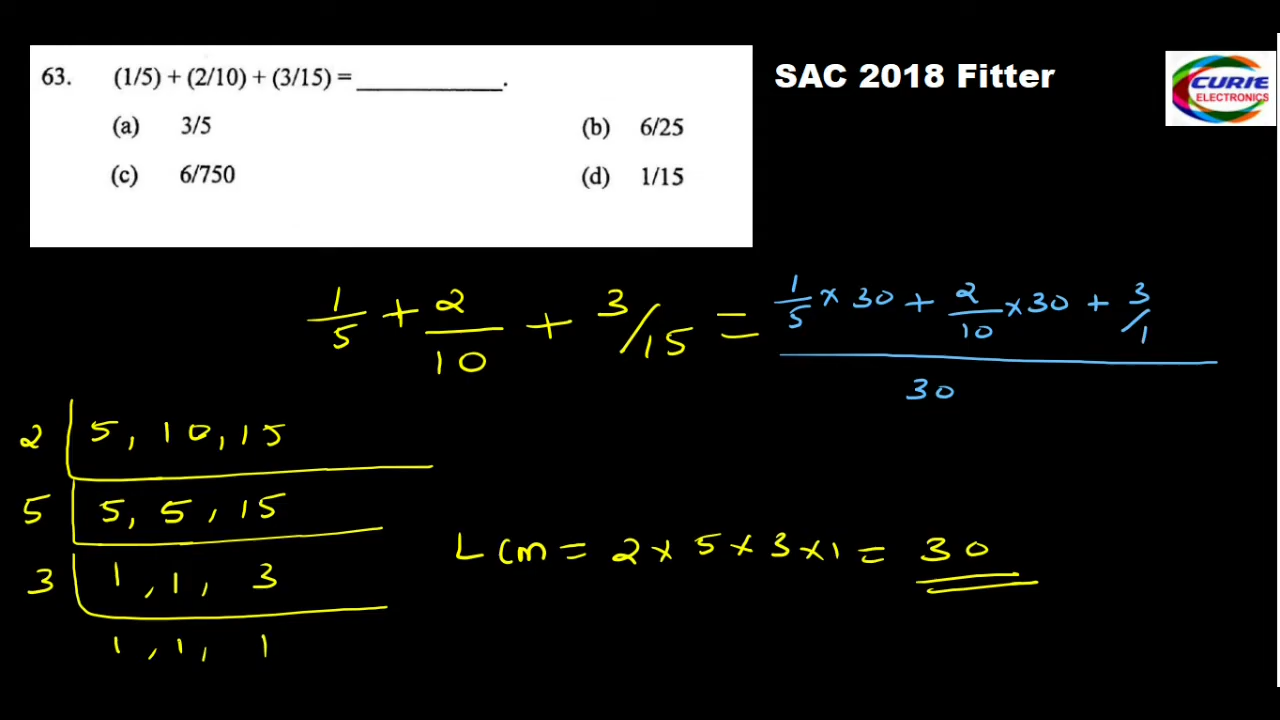 63. (1/5) + (2/10) + (3/15) = __________.
(a) 3/5 (b) 6/25
(c) 6/750 (d) 1/15
SAC 2018 Fitter
CURIE
ELECTRONICS
1/5 + 2/10 + 3/15 = (1/5 × 30 + 2/10 × 30 + 3/1) / 30
2 | 5, 10, 15
5 | 5, 5, 15
3 | 1, 1, 3
1, 1, 1
Lcm = 2 × 5 × 3 × 1 = 30